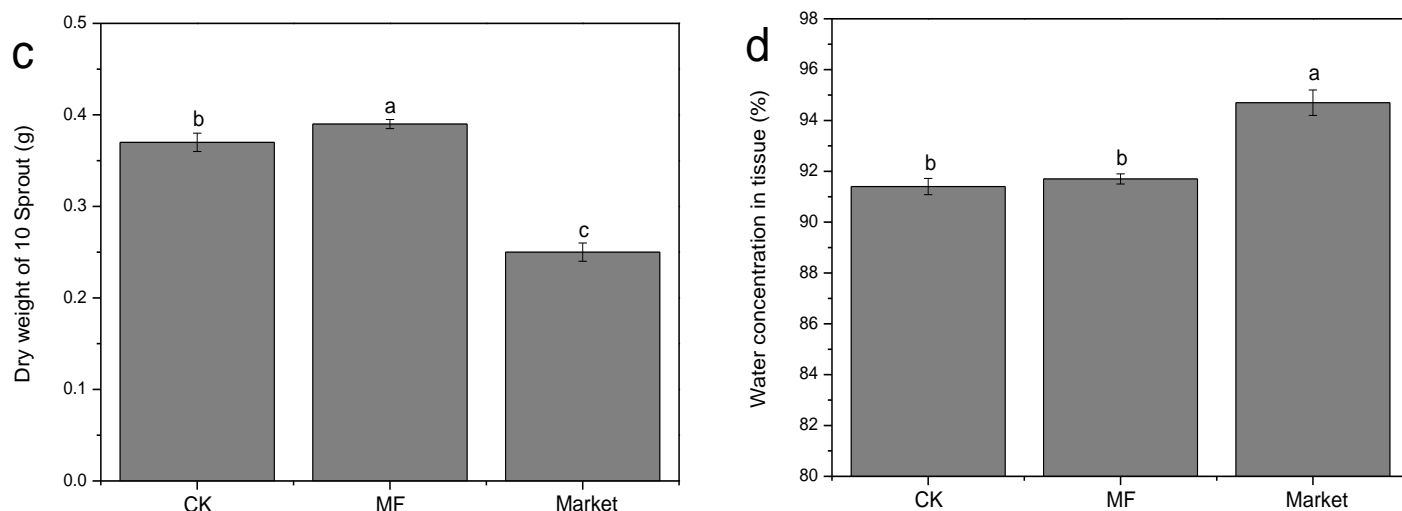 c
Dry weight of 10 Sprout (g)
0.5
0.4
0.3
0.2
0.1
0.0
b
a
c
CK MF Market
d
Water concentration in tissue (%)
98
96
94
92
90
88
86
84
82
80
b
b
a
CK MF Market